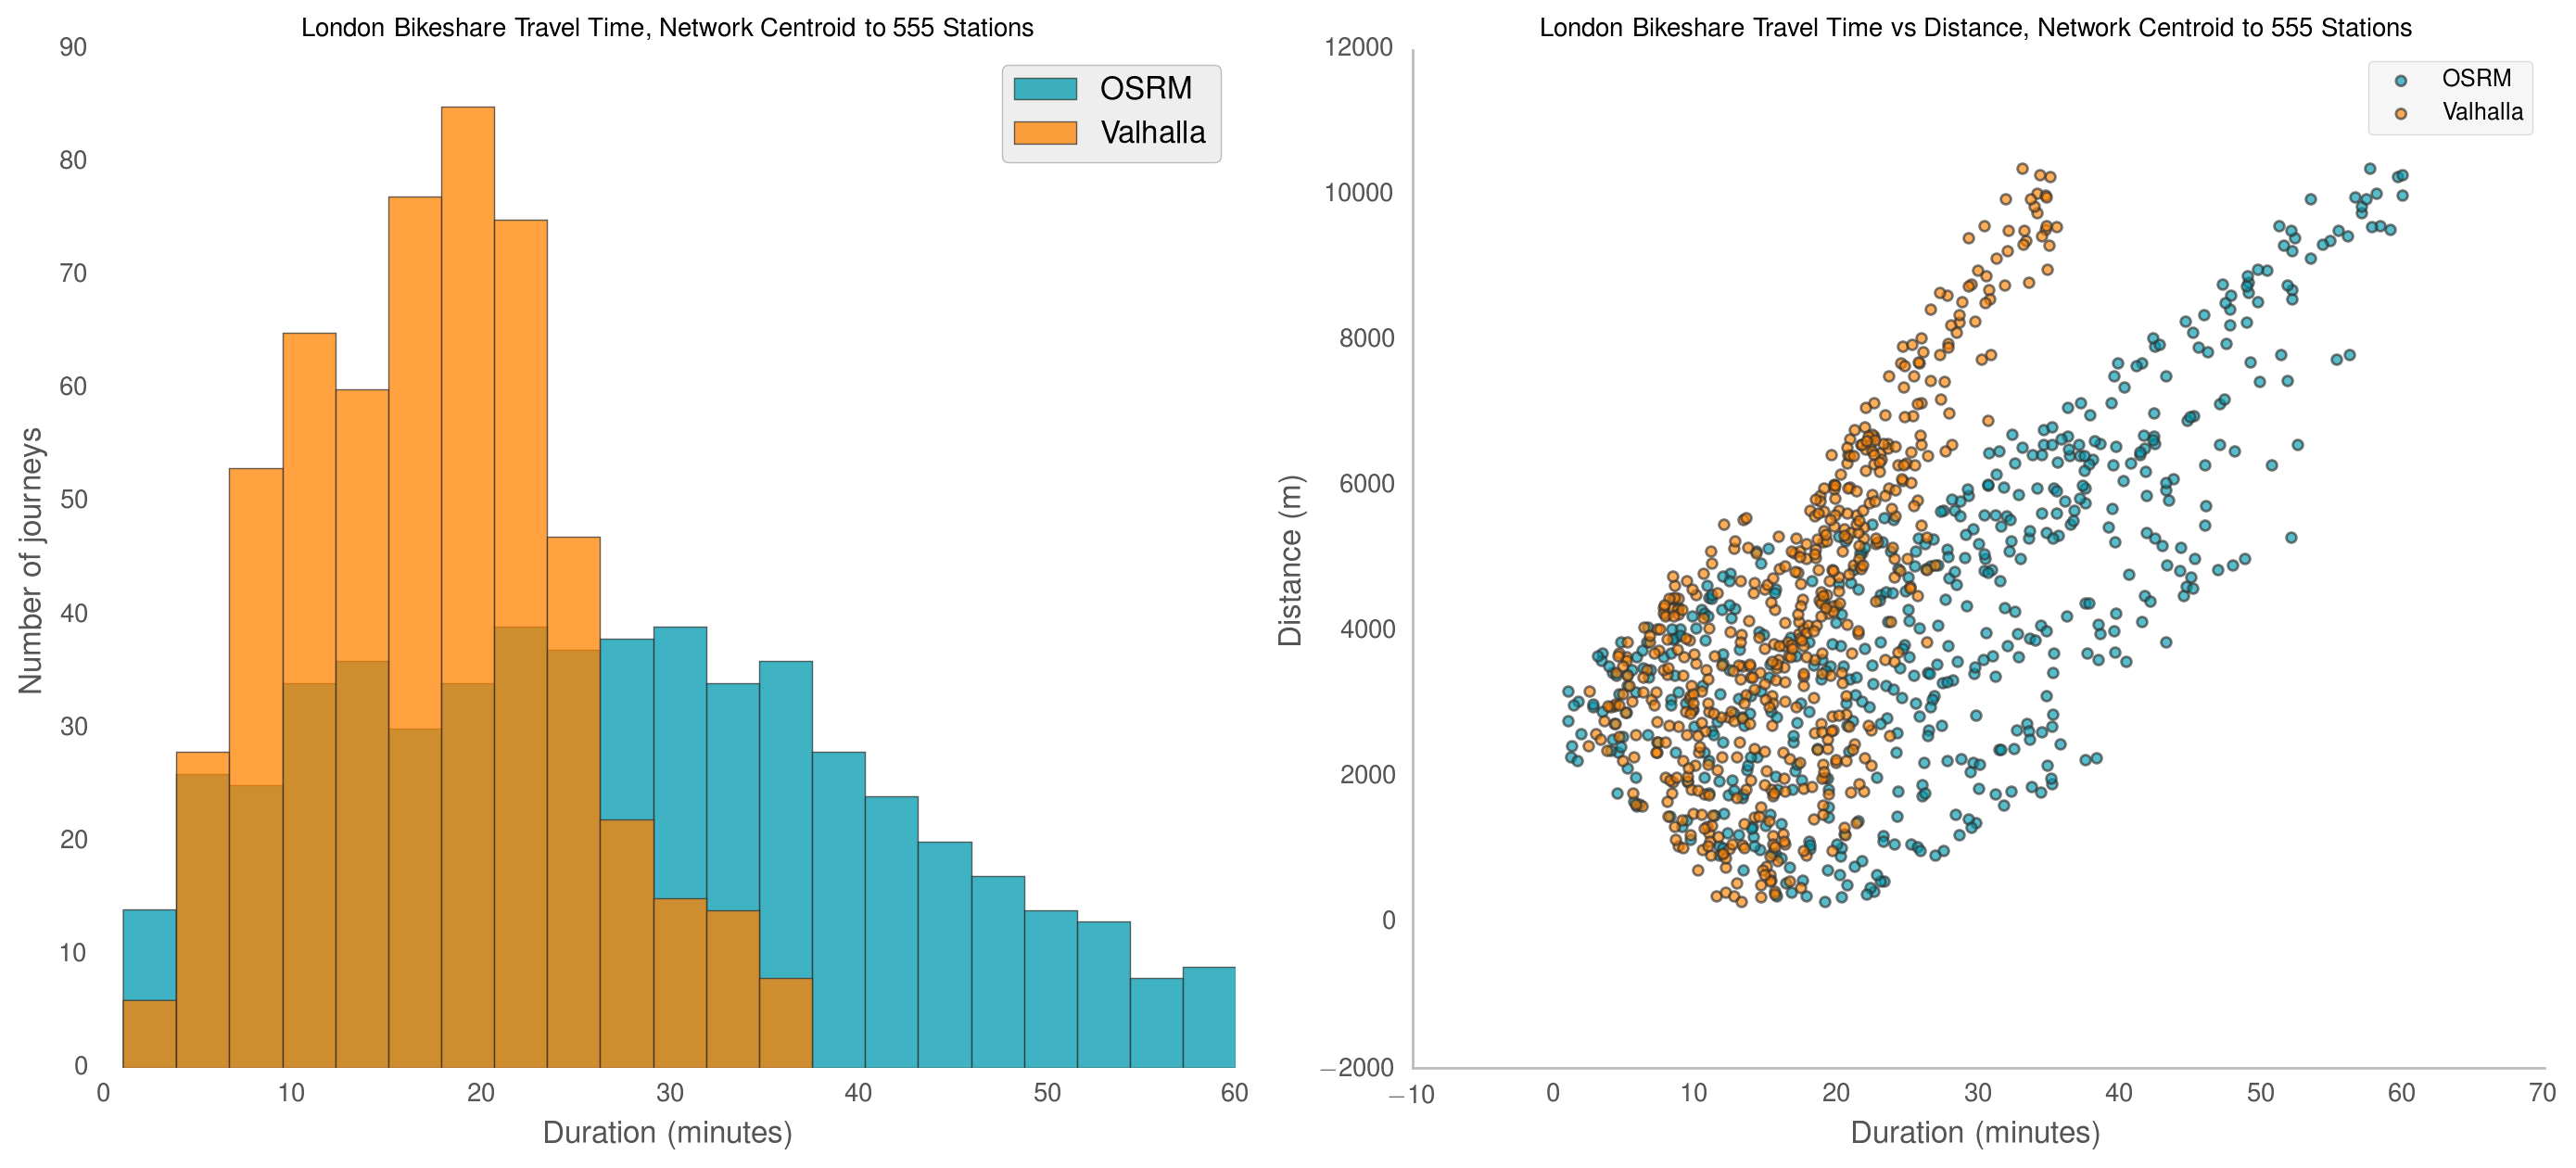 London Bikeshare Travel Time, Network Centroid to 555 Stations
90
80
70
60
50
40
30
20
10
0
Number of journeys
0 10 20 30 40 50 60
Duration (minutes)
OSRM
Valhalla
London Bikeshare Travel Time vs Distance, Network Centroid to 555 Stations
12000
10000
8000
6000
4000
2000
0
−2000
Distance (m)
−10 0 10 20 30 40 50 60 70
Duration (minutes)
OSRM
Valhalla